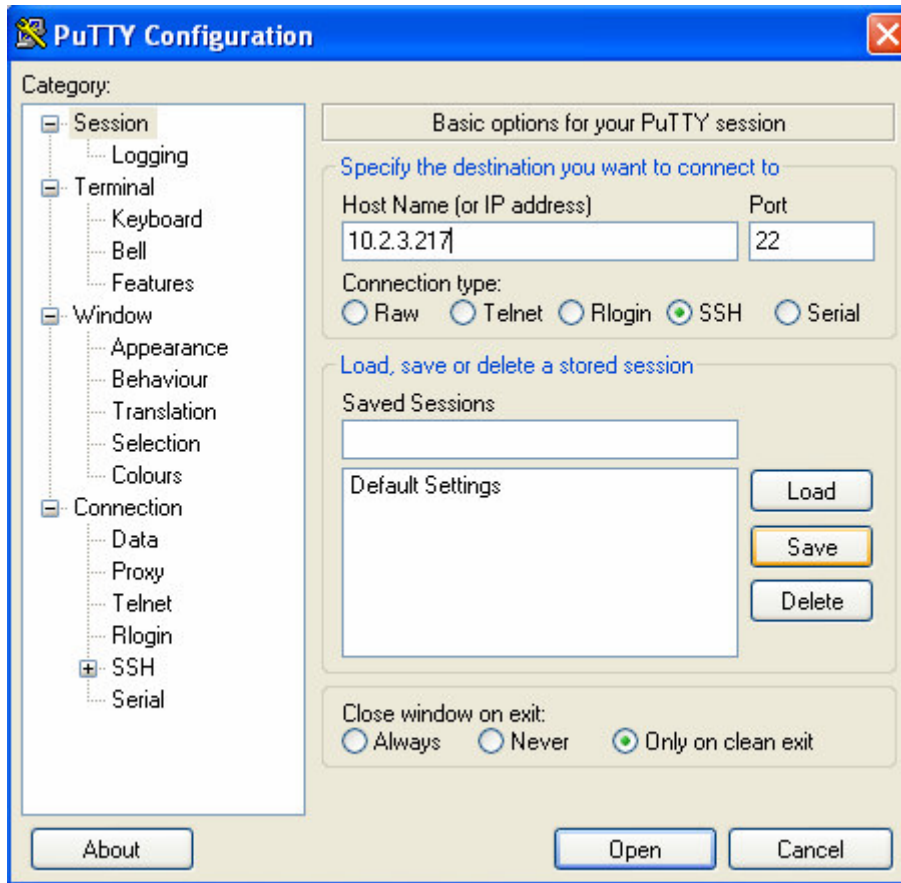 PuTTY Configuration
Category:
Session
Logging
Terminal
Keyboard
Bell
Features
Window
Appearance
Behaviour
Translation
Selection
Colours
Connection
Data
Proxy
Telnet
Rlogin
SSH
Serial
Basic options for your PuTTY session
Specify the destination you want to connect to
Host Name (or IP address) Port
10.2.3.217 22
Connection type:
Raw Telnet Rlogin SSH Serial
Load, save or delete a stored session
Saved Sessions
Default Settings
Load
Save
Delete
Close window on exit:
Always Never Only on clean exit
About Open Cancel